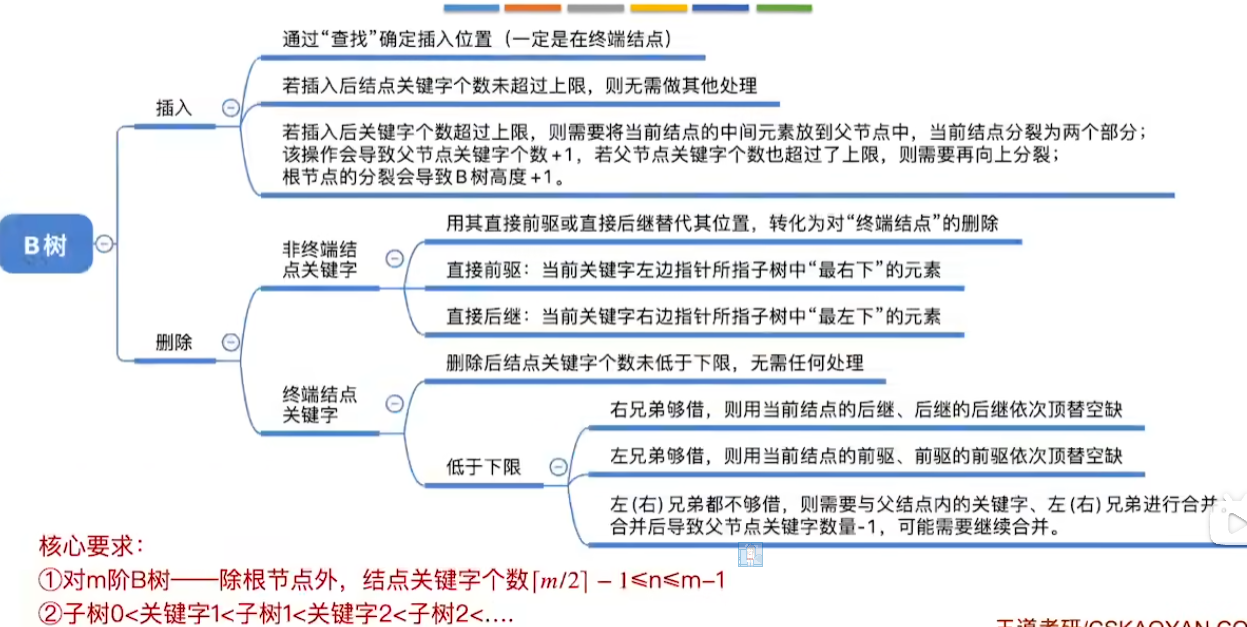 通过“查找”确定插入位置（一定是在终端结点）
若插入后结点关键字个数未超过上限，则无需做其他处理
插入
若插入后关键字个数超过上限，则需要将当前结点的中间元素放到父节点中，当前结点分裂为两个部分；
该操作会导致父节点关键字个数+1，若父节点关键字个数也超过了上限，则需要再向上分裂；
根节点的分裂会导致B树高度+1。
B树
非终端结
点关键字
用其直接前驱或直接后继替代其位置，转化为对“终端结点”的删除
直接前驱：当前关键字左边指针所指子树中“最右下”的元素
直接后继：当前关键字右边指针所指子树中“最左下”的元素
删除
终端结点
关键字
删除后结点关键字个数未低于下限，无需任何处理
低于下限
右兄弟够借，则用当前结点的后继、后继的后继依次顶替空缺
左兄弟够借，则用当前结点的前驱、前驱的前驱依次顶替空缺
左(右)兄弟都不够借，则需要与父结点内的关键字、左(右)兄弟进行合并
合并后导致父节点关键字数量-1，可能需要继续合并。
核心要求：
①对m阶B树——除根节点外，结点关键字个数⌈m/2⌉－1≤n≤m-1
②子树0<关键字1<子树1<关键字2<子树2<....